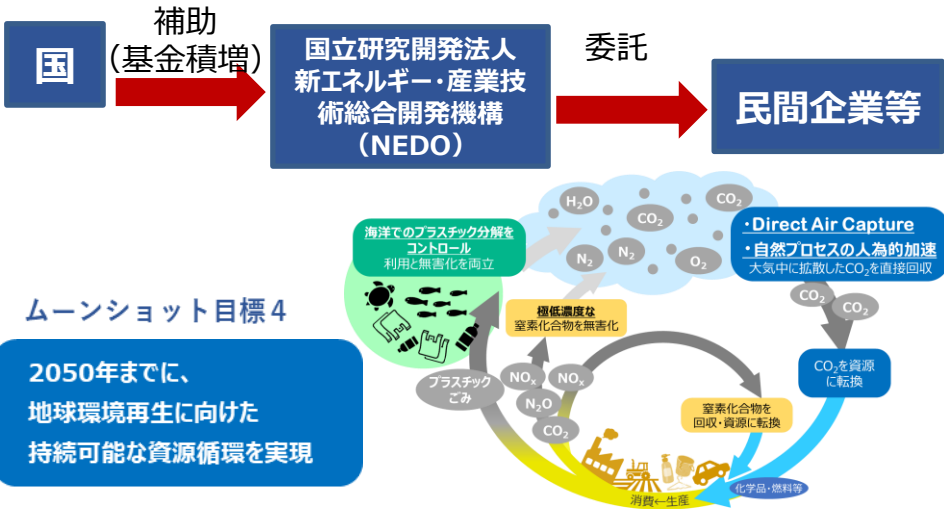 国
補助
（基金積増）
国立研究開発法人
新エネルギー・産業技
術総合開発機構
（NEDO）
委託
民間企業等
海洋でのプラスチック分解を
コントロール
利用と無害化を両立
H₂O
CO₂
CO₂
N₂
N₂
O₂
・Direct Air Capture
・自然プロセスの人為的加速
大気中に拡散したCO₂を直接回収
CO₂
CO₂
ムーンショット目標4
2050年までに、
地球環境再生に向けた
持続可能な資源循環を実現
極低濃度な
窒素化合物を無害化
プラスチック
ごみ
NOₓ
NOₓ
N₂O
CO₂
CO₂を資源
に転換
窒素化合物を
回収・資源に転換
化学品・燃料等
消費←生産